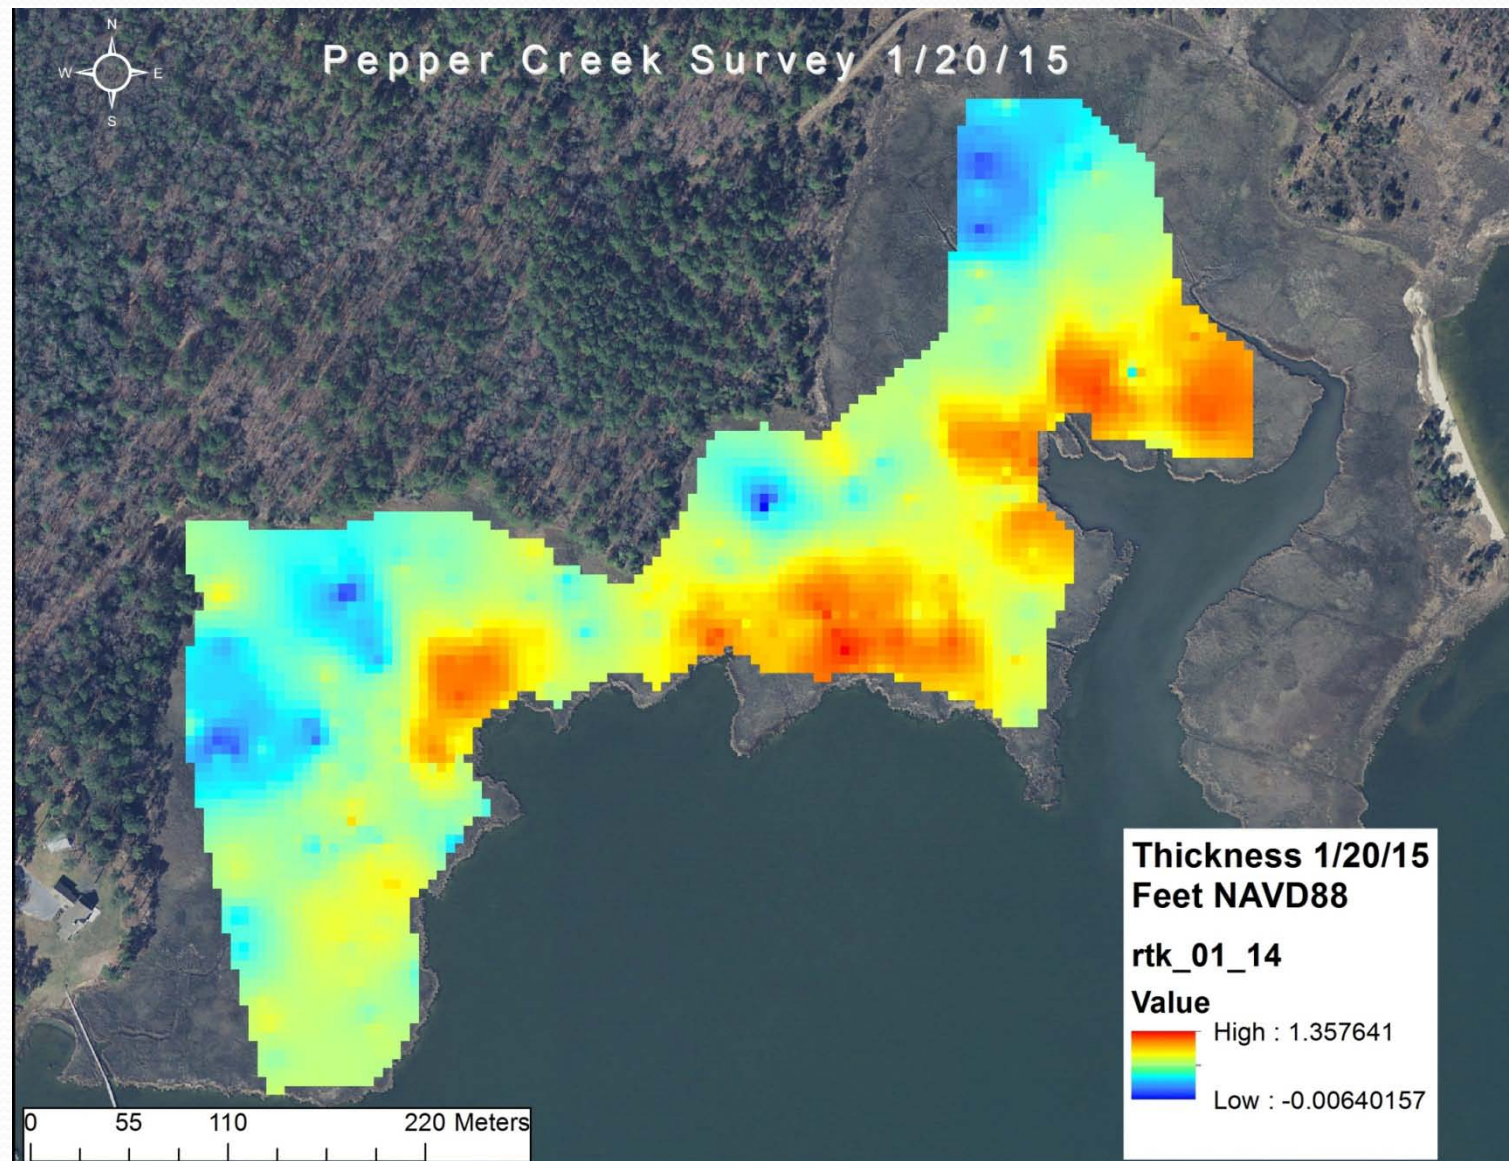 N
W E
S
Pepper Creek Survey 1/20/15
Thickness 1/20/15
Feet NAVD88
rtk_01_14
Value
High : 1.357641
Low : -0.00640157
0 55 110 220 Meters